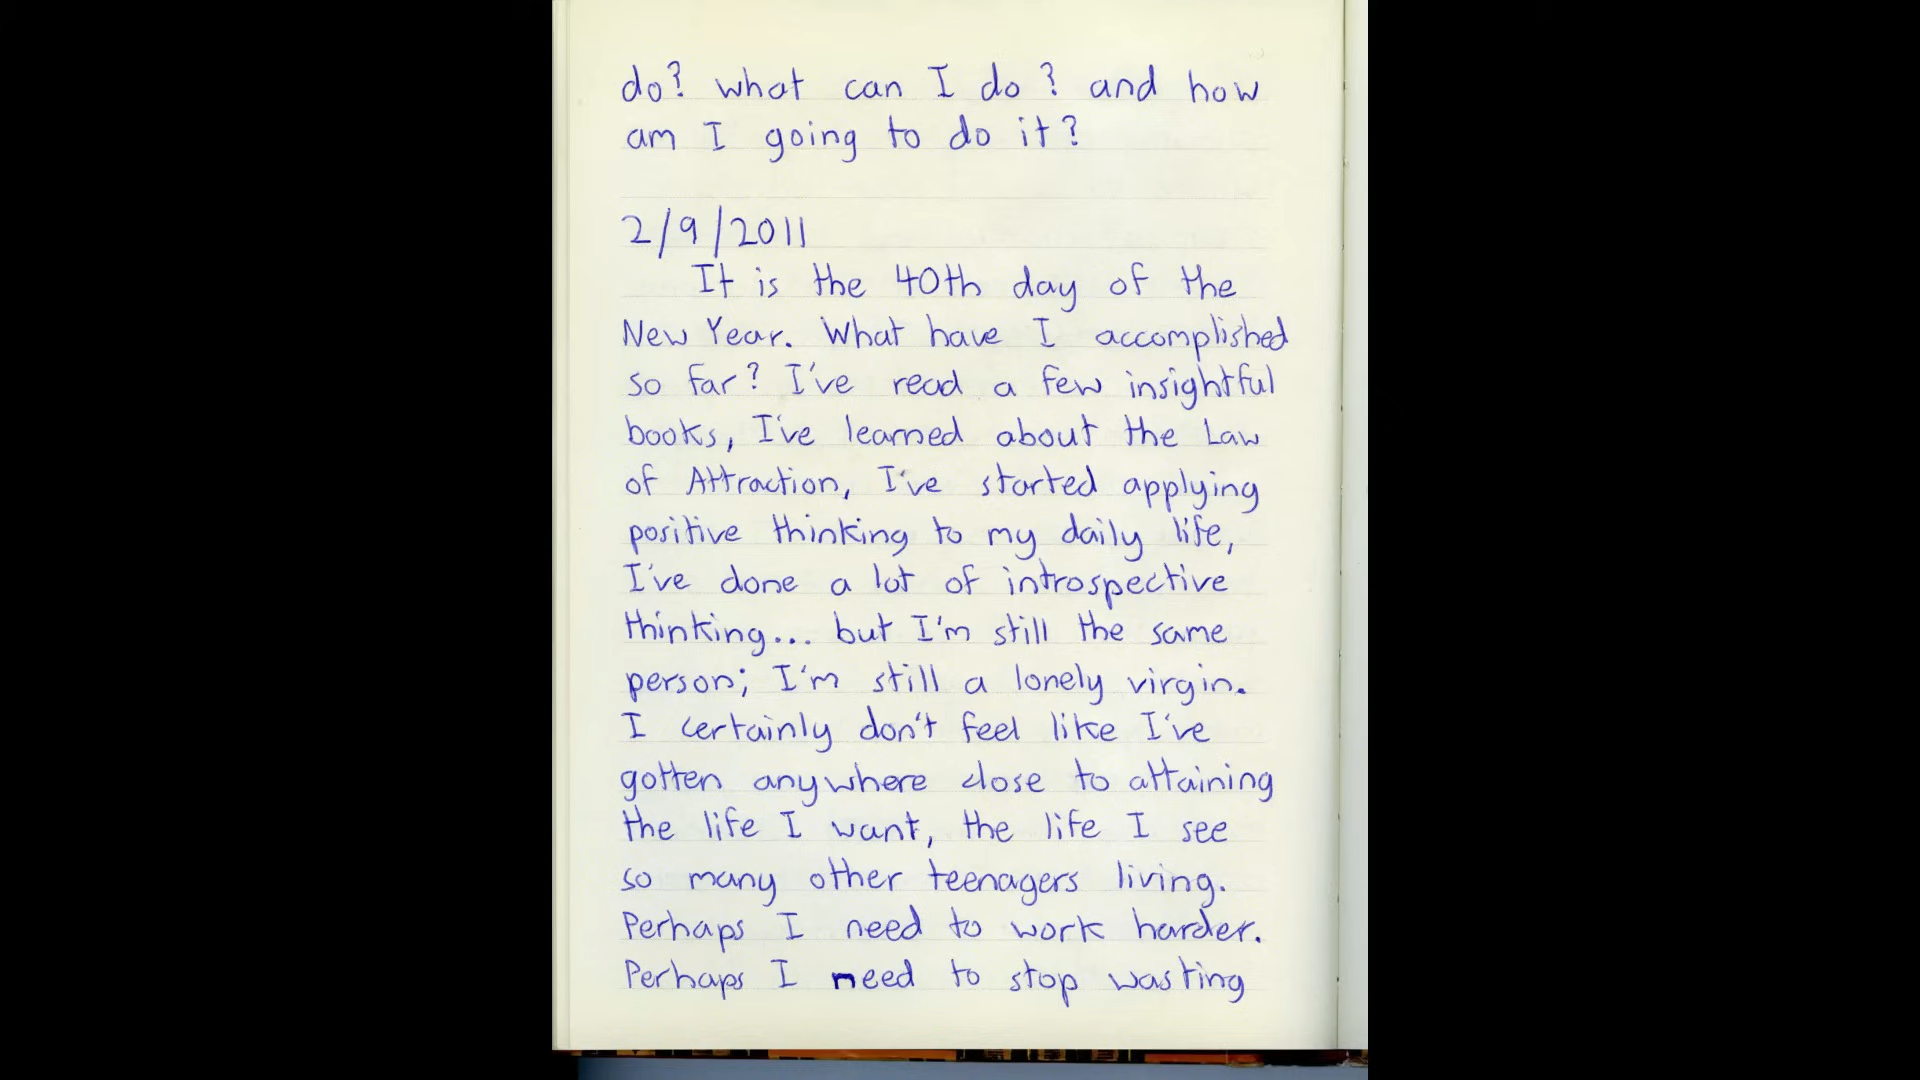 do? what can I do? and how
am I going to do it?
2/9/2011
It is the 40th day of the
New Year. What have I accomplished
so far? I've read a few insightful
books, I've learned about the Law
of Attraction, I've started applying
positive thinking to my daily life,
I've done a lot of introspective
thinking... but I'm still the same
person; I'm still a lonely virgin.
I certainly don't feel like I've
gotten anywhere close to attaining
the life I want, the life I see
so many other teenagers living.
Perhaps I need to work harder.
Perhaps I need to stop wasting